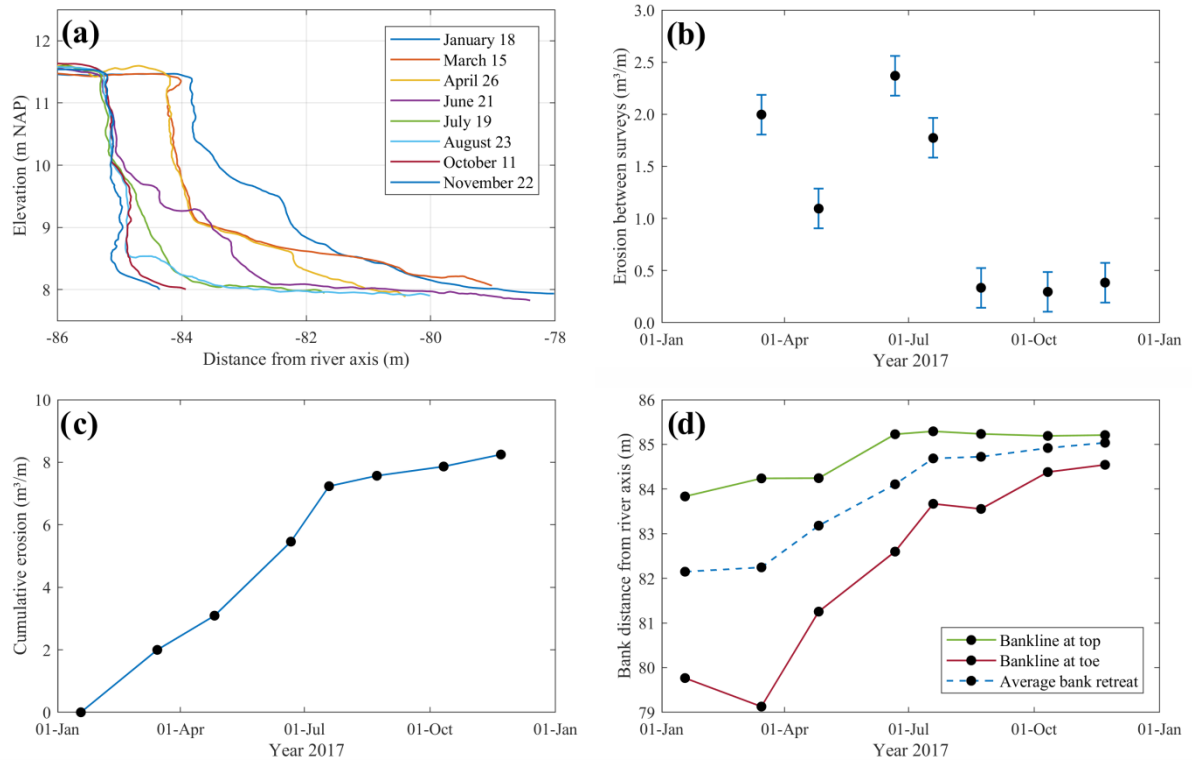 (a)
12
11
10
9
8
Elevation (m NAP)
January 18
March 15
April 26
June 21
July 19
August 23
October 11
November 22
-86
-84
-82
-80
-78
Distance from river axis (m)
(b)
3.0
2.5
2.0
1.5
1.0
0.5
0.0
Erosion between surveys (m³/m)
01-Jan
01-Apr
01-Jul
01-Oct
01-Jan
Year 2017
(c)
10
8
6
4
2
0
Cumulative erosion (m³/m)
01-Jan
01-Apr
01-Jul
01-Oct
01-Jan
Year 2017
(d)
86
85
84
83
82
81
80
79
Bank distance from river axis (m)
Bankline at top
Bankline at toe
Average bank retreat
01-Jan
01-Apr
01-Jul
01-Oct
01-Jan
Year 2017